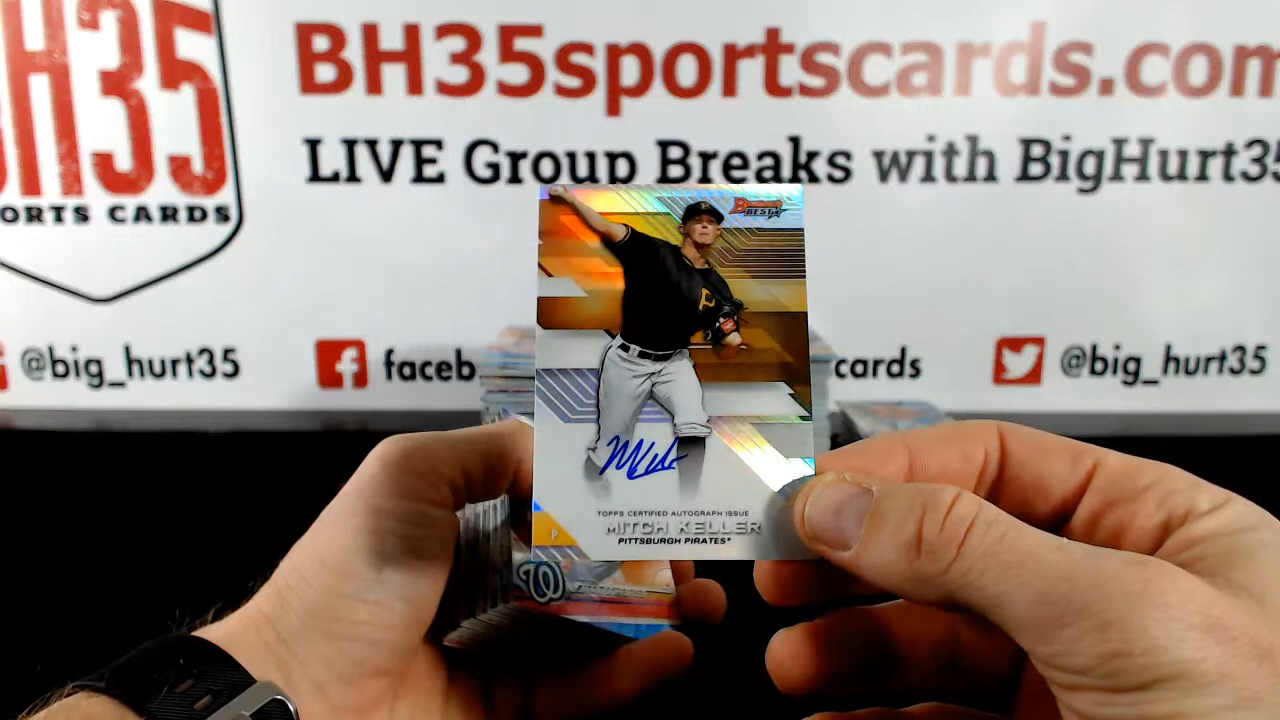 H35
ORTS CARDS
BH35sportscards.com
LIVE Group Breaks with BigHurt35
@big_hurt35
faceb
cards
@big_hurt35
Bowman's
BEST
P
TOPPS CERTIFIED AUTOGRAPH ISSUE
MITCH KELLER
PITTSBURGH PIRATES®
P
W